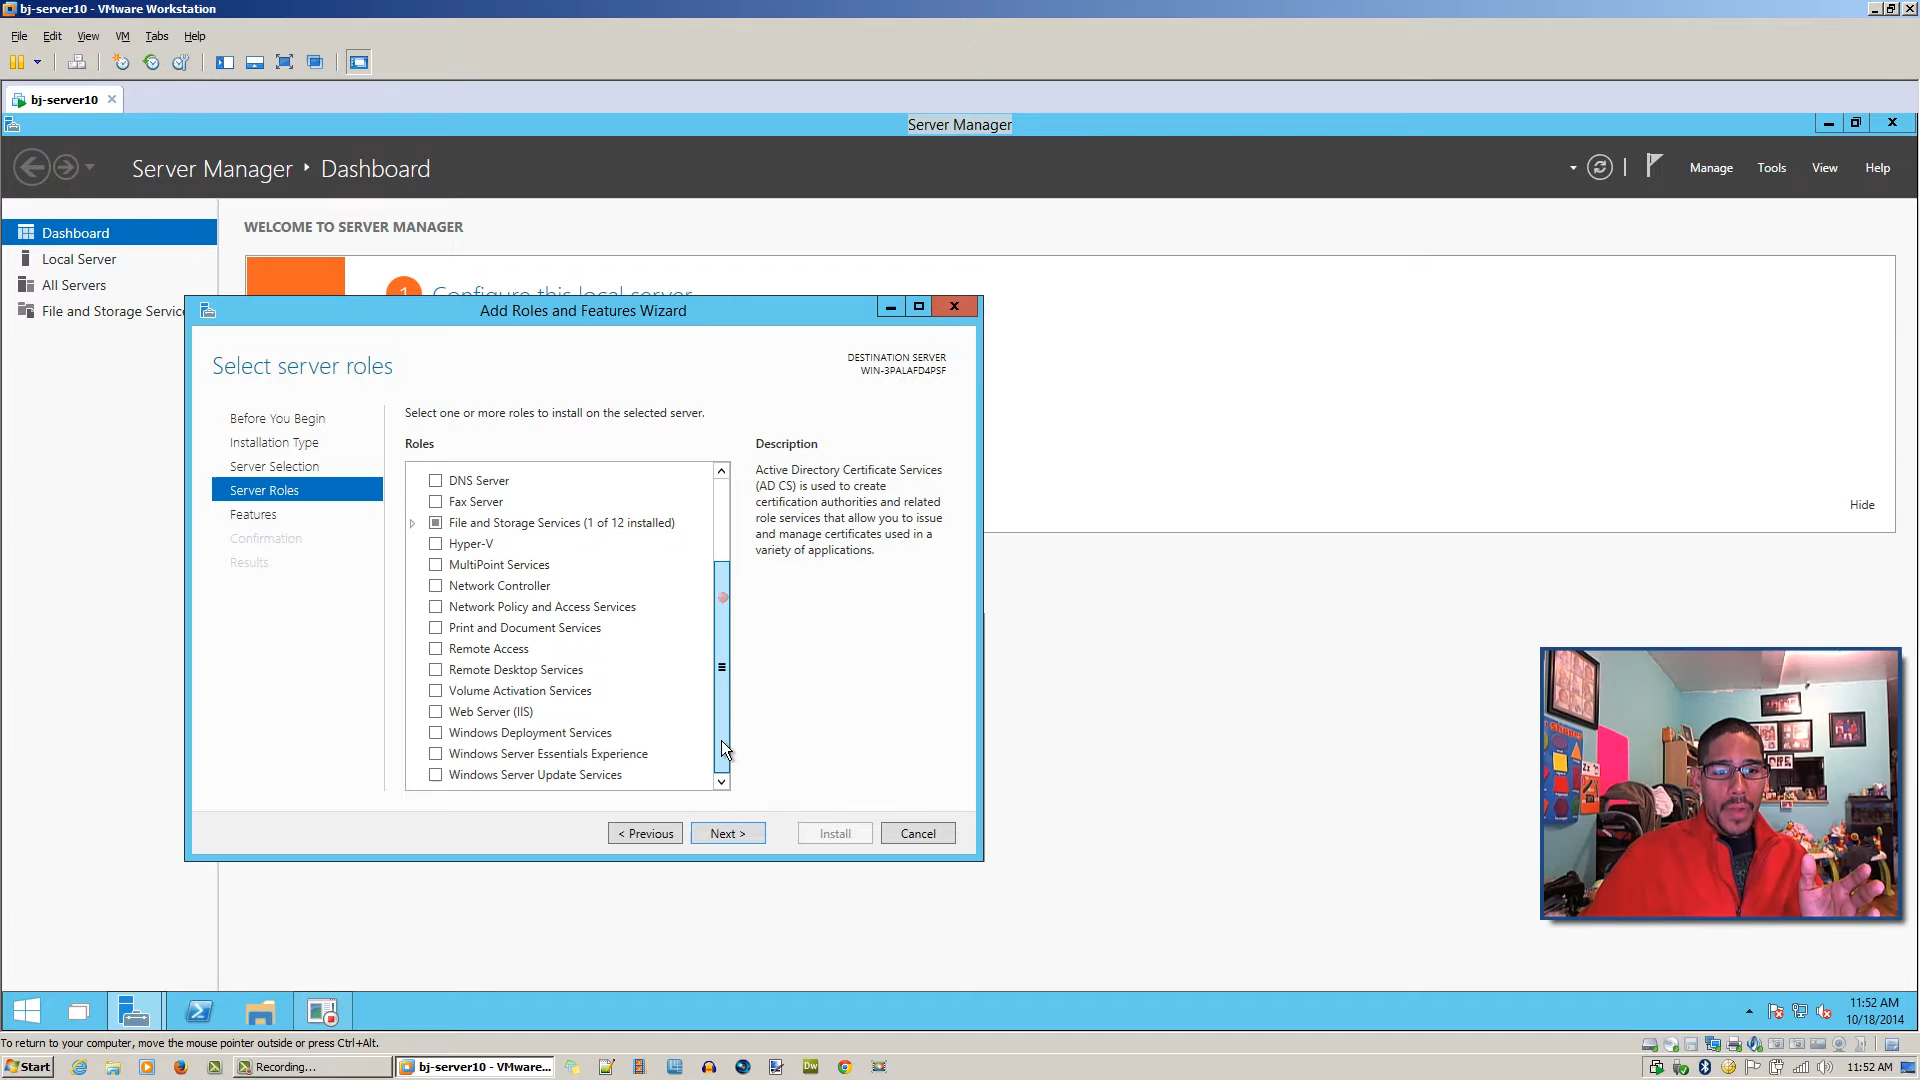 bj-server10 - VMware Workstation
File Edit View VM Tabs Help
bj-server10
Server Manager
Server Manager Dashboard
Manage Tools View Help
Dashboard
Local Server
All Servers
File and Storage Service
WELCOME TO SERVER MANAGER
1 Configure this local server
Hide
Add Roles and Features Wizard
Select server roles
DESTINATION SERVER
WIN-3PALAFD4PSF
Before You Begin
Installation Type
Server Selection
Server Roles
Features
Confirmation
Results
Select one or more roles to install on the selected server.
Roles
DNS Server
Fax Server
File and Storage Services (1 of 12 installed)
Hyper-V
MultiPoint Services
Network Controller
Network Policy and Access Services
Print and Document Services
Remote Access
Remote Desktop Services
Volume Activation Services
Web Server (IIS)
Windows Deployment Services
Windows Server Essentials Experience
Windows Server Update Services
Description
Active Directory Certificate Services
(AD CS) is used to create
certification authorities and related
role services that allow you to issue
and manage certificates used in a
variety of applications.
< Previous
Next >
Install
Cancel
11:52 AM
10/18/2014
To return to your computer, move the mouse pointer outside or press Ctrl+Alt.
Start
Recording...
bj-server10 - VMware...
Dw
11:52 AM